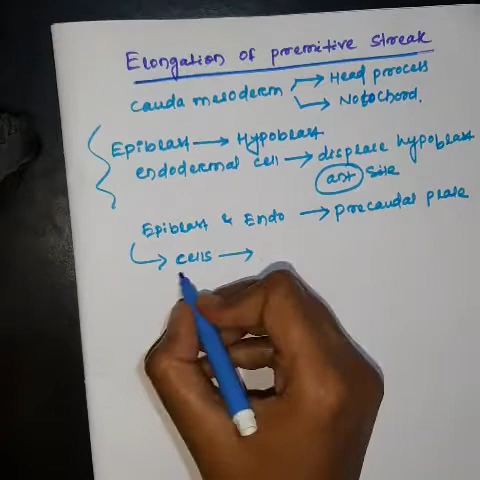 Elongation of premitive streak
cauda mesoderm → Head process
→ Notochord.
Epiblast → Hypoblast
endodermal cell → displace hypoblast
ant side
Epiblast & Endo → procaudal plate
→ cells →